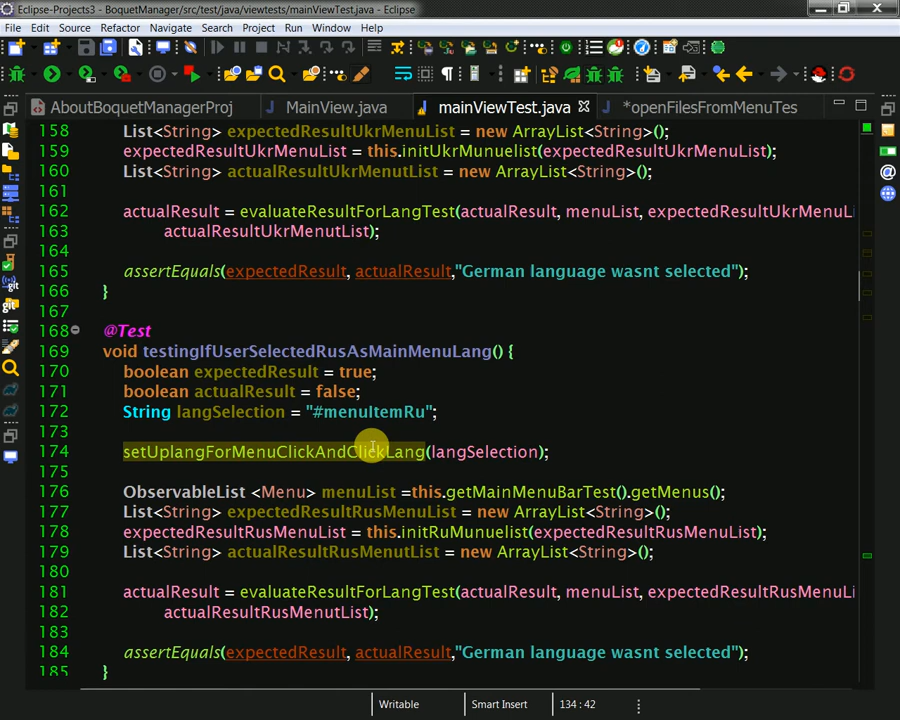 Eclipse-Projects3 - BoquetManager/src/test/java/viewtests/mainViewTest.java - Eclipse
File Edit Source Refactor Navigate Search Project Run Window Help
AboutBoquetManagerProj MainView.java mainViewTest.java *openFilesFromMenuTes
158 List<String> expectedResultUkrMenuList = new ArrayList<String>();
159 expectedResultUkrMenuList = this.initUkrMunuelist(expectedResultUkrMenuList);
160 List<String> actualResultUkrMenutList = new ArrayList<String>();
161
162 actualResult = evaluateResultForLangTest(actualResult, menuList, expectedResultUkrMenuLi
163 actualResultUkrMenutList);
164
165 assertEquals(expectedResult, actualResult,"German language wasnt selected");
166 }
167
168 @Test
169 void testingIfUserSelectedRusAsMainMenuLang() {
170 boolean expectedResult = true;
171 boolean actualResult = false;
172 String langSelection = "#menuItemRu";
173
174 setUplangForMenuClickAndClickLang(langSelection);
175
176 ObservableList <Menu> menuList =this.getMainMenuBarTest().getMenus();
177 List<String> expectedResultRusMenuList = new ArrayList<String>();
178 expectedResultRusMenuList = this.initRuMunuelist(expectedResultRusMenuList);
179 List<String> actualResultRusMenutList = new ArrayList<String>();
180
181 actualResult = evaluateResultForLangTest(actualResult, menuList, expectedResultRusMenuLi
182 actualResultRusMenutList);
183
184 assertEquals(expectedResult, actualResult,"German language wasnt selected");
185 }
Writable Smart Insert 134 : 42